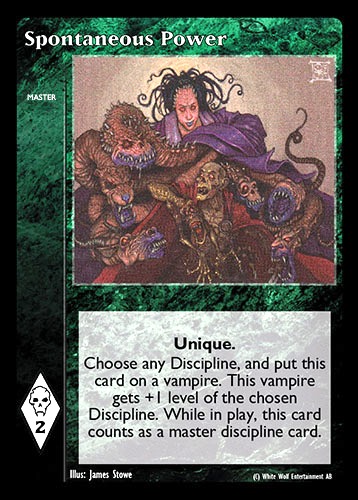 Spontaneous Power
MASTER
Unique.
Choose any Discipline, and put this
card on a vampire. This vampire
gets +1 level of the chosen
Discipline. While in play, this card
counts as a master discipline card.
2
Illus: James Stowe
(C) White Wolf Entertainment AB